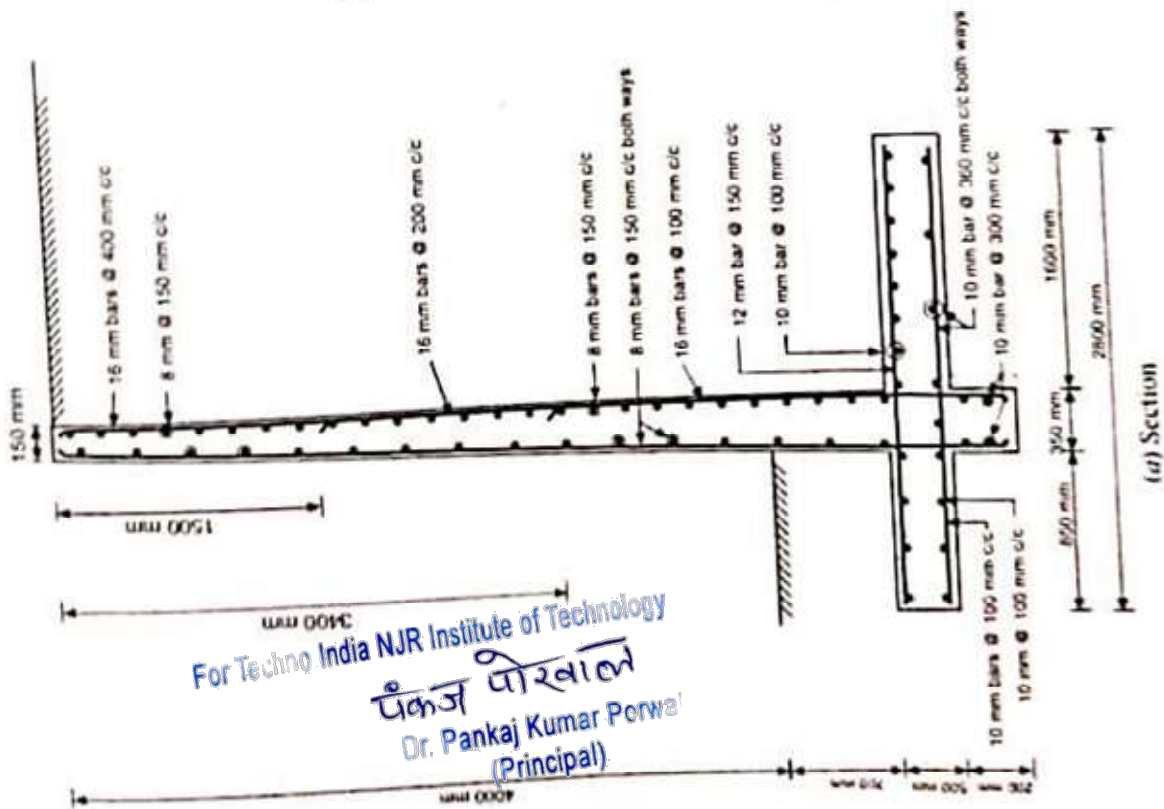 150 mm
16 mm bars @ 400 mm c/c
8 mm @ 150 mm c/c
1500 mm
16 mm bars @ 200 mm c/c
3400 mm
8 mm bars @ 150 mm c/c
8 mm bars @ 150 mm c/c both ways
16 mm bars @ 100 mm c/c
12 mm bar @ 150 mm c/c
10 mm bar @ 100 mm c/c
4000 mm
10 mm bar @ 300 mm c/c both ways
10 mm bar @ 300 mm c/c
10 mm bars @ 100 mm c/c
10 mm @ 100 mm c/c
200 mm
350 mm
1600 mm
2800 mm
(a) Section
For Techno India NJR Institute of Technology
पंकज पोरवाल
Dr. Pankaj Kumar Porwal
(Principal)